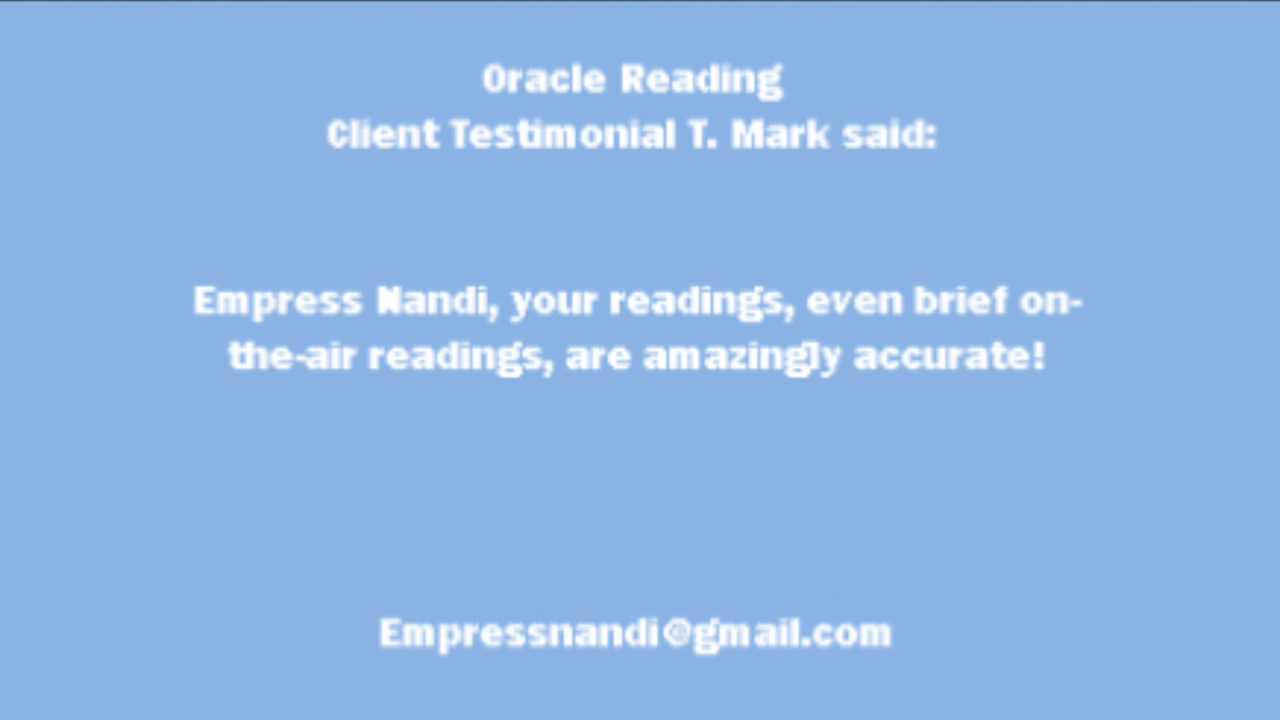 Oracle Reading
Client Testimonial T. Mark said:
Empress Nandi, your readings, even brief on-
the-air readings, are amazingly accurate!
Empressnandi@gmail.com